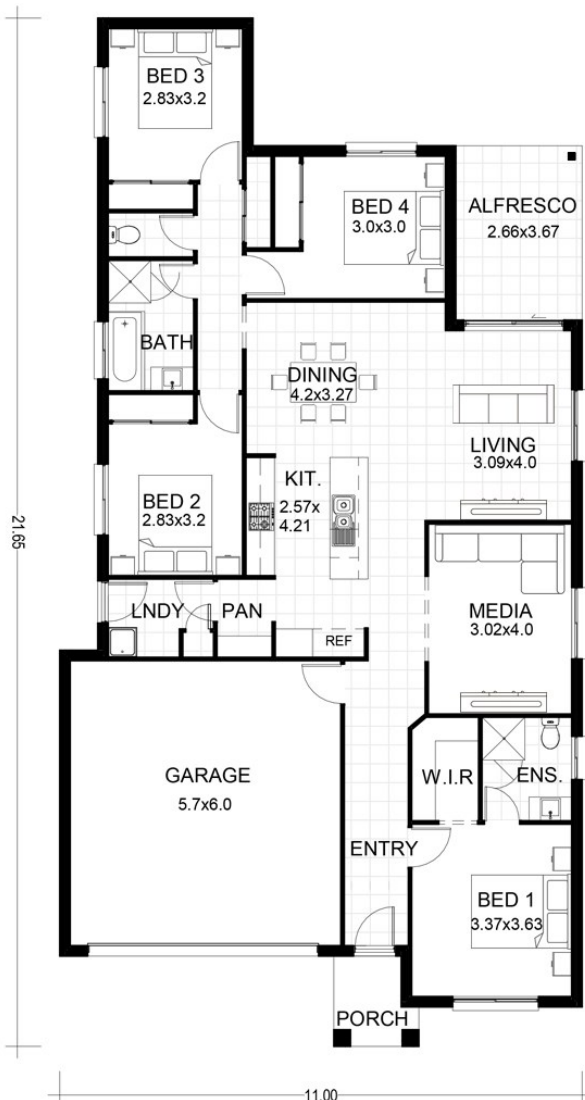 BED 3
2.83x3.2
BED 4
3.0x3.0
ALFRESCO
2.66x3.67
BATH
DINING
4.2x3.27
LIVING
3.09x4.0
KIT.
2.57x
4.21
BED 2
2.83x3.2
21.65
LNDY
PAN
MEDIA
3.02x4.0
REF
GARAGE
5.7x6.0
W.I.R
ENS.
ENTRY
BED 1
3.37x3.63
PORCH
11.00